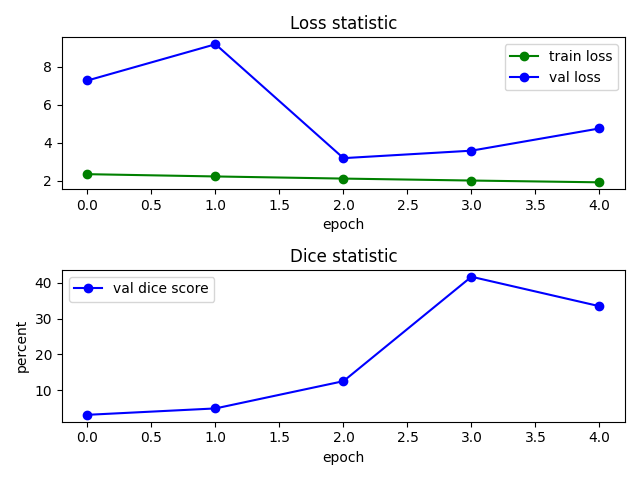 Loss statistic
train loss
val loss
8
6
4
2
0.0 0.5 1.0 1.5 2.0 2.5 3.0 3.5 4.0
epoch
Dice statistic
val dice score
percent
40
30
20
10
0.0 0.5 1.0 1.5 2.0 2.5 3.0 3.5 4.0
epoch